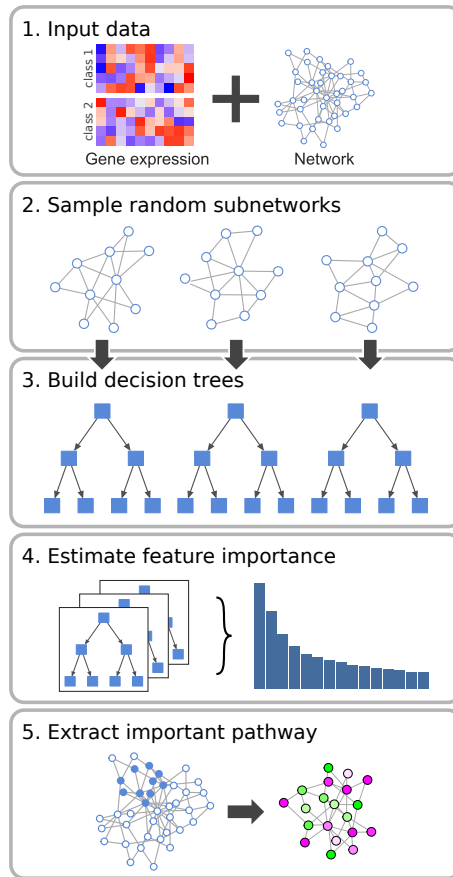 1. Input data
class 1
class 2
Gene expression
Network
2. Sample random subnetworks
3. Build decision trees
4. Estimate feature importance
5. Extract important pathway